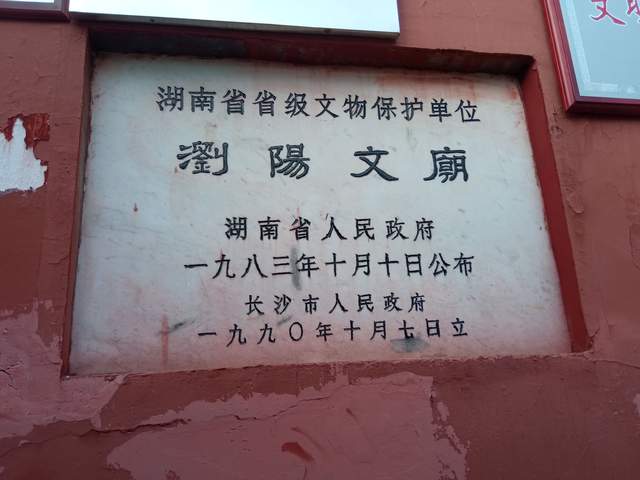 湖南省省级文物保护单位
瀏陽文廟
湖南省人民政府
一九八三年十月十日公布
长沙市人民政府
一九九〇年十月七日立
文